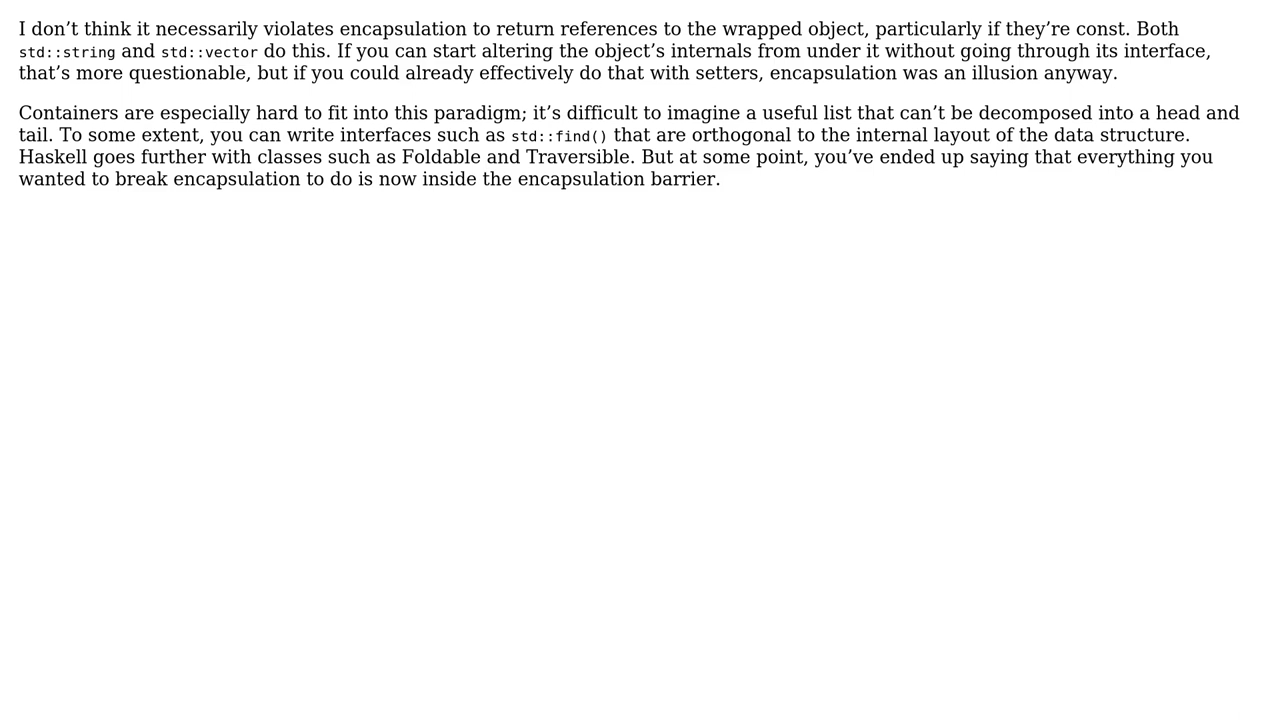 I don’t think it necessarily violates encapsulation to return references to the wrapped object, particularly if they’re const. Both
std::string and std::vector do this. If you can start altering the object’s internals from under it without going through its interface,
that’s more questionable, but if you could already effectively do that with setters, encapsulation was an illusion anyway.
Containers are especially hard to fit into this paradigm; it’s difficult to imagine a useful list that can’t be decomposed into a head and
tail. To some extent, you can write interfaces such as std::find() that are orthogonal to the internal layout of the data structure.
Haskell goes further with classes such as Foldable and Traversible. But at some point, you’ve ended up saying that everything you
wanted to break encapsulation to do is now inside the encapsulation barrier.